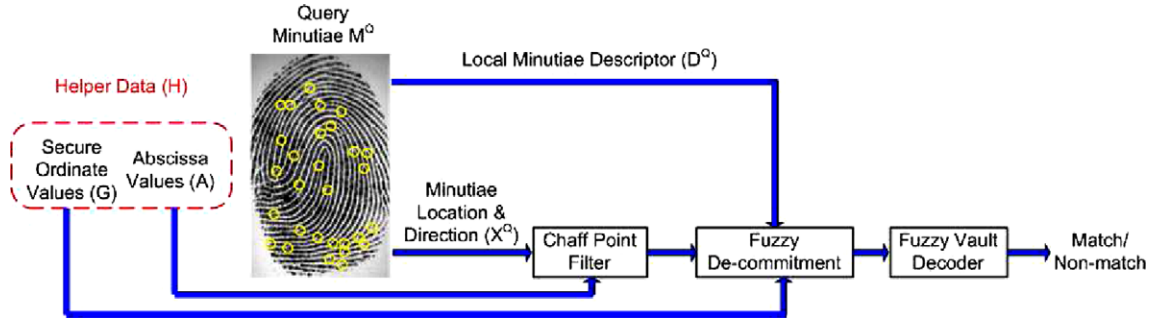 Query
Minutiae M^Q
Local Minutiae Descriptor (D^Q)
Helper Data (H)
Secure
Ordinate
Values (G)
Abscissa
Values (A)
Minutiae
Location &
Direction (X^Q)
Chaff Point
Filter
Fuzzy
De-commitment
Fuzzy Vault
Decoder
Match/
Non-match